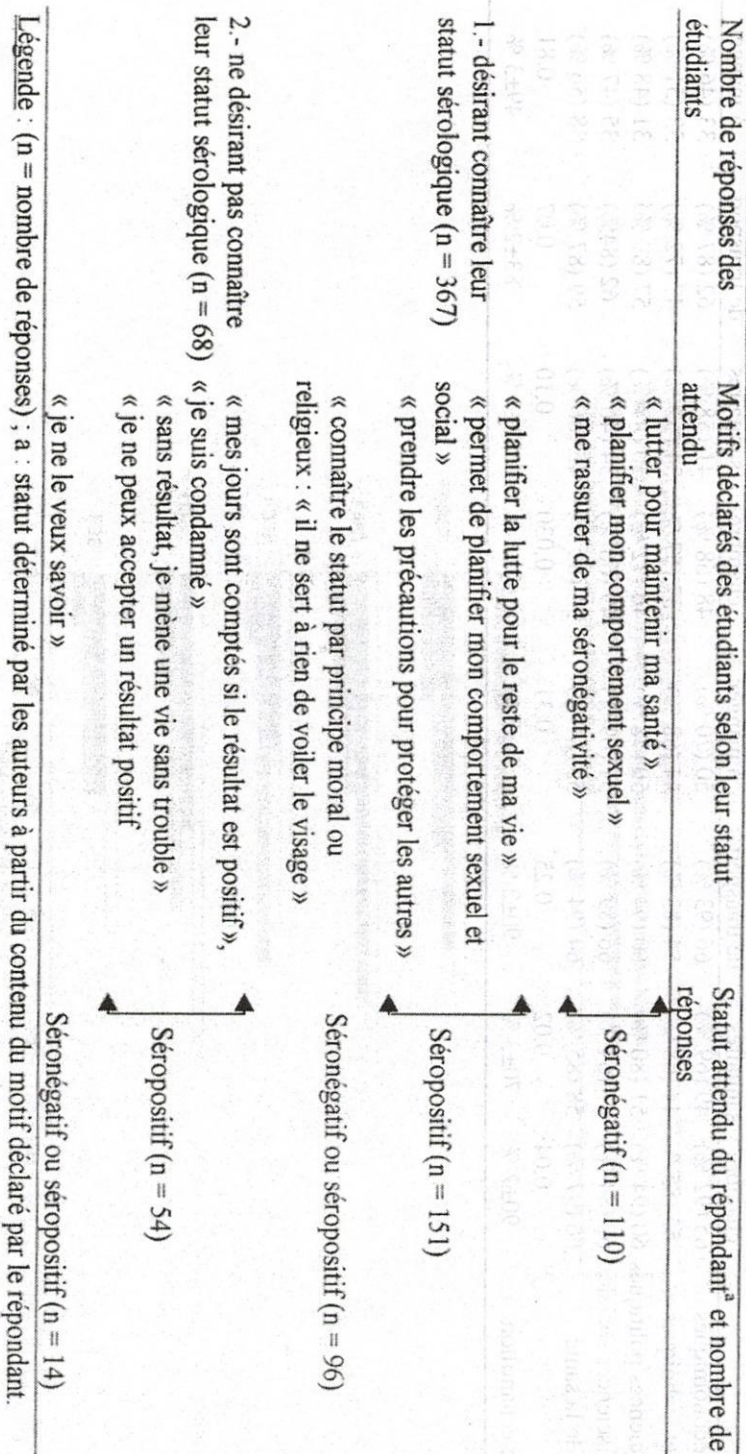 Nombre de réponses des
étudiants
Motifs déclarés des étudiants selon leur statut
attendu
Statut attendu du répondantª et nombre de
réponses
1.- désirant connaître leur
statut sérologique (n = 367)
« lutter pour maintenir ma santé »
« planifier mon comportement sexuel »
« me rassurer de ma séronégativité »
Séronégatif (n = 110)
« planifier la lutte pour le reste de ma vie »
« permet de planifier mon comportement sexuel et
social »
« prendre les précautions pour protéger les autres »
Séropositif (n = 151)
« connaître le statut par principe moral ou
religieux : « il ne sert à rien de voiler le visage »
Séronégatif ou séropositif (n = 96)
2.- ne désirant pas connaître
leur statut sérologique (n = 68)
« mes jours sont comptés si le résultat est positif »,
« je suis condamné »
« sans résultat, je mène une vie sans trouble »
« je ne peux accepter un résultat positif
Séropositif (n = 54)
« je ne le veux savoir »
Séronégatif ou séropositif (n = 14)
Légende : (n = nombre de réponses) ; a : statut déterminé par les auteurs à partir du contenu du motif déclaré par le répondant.